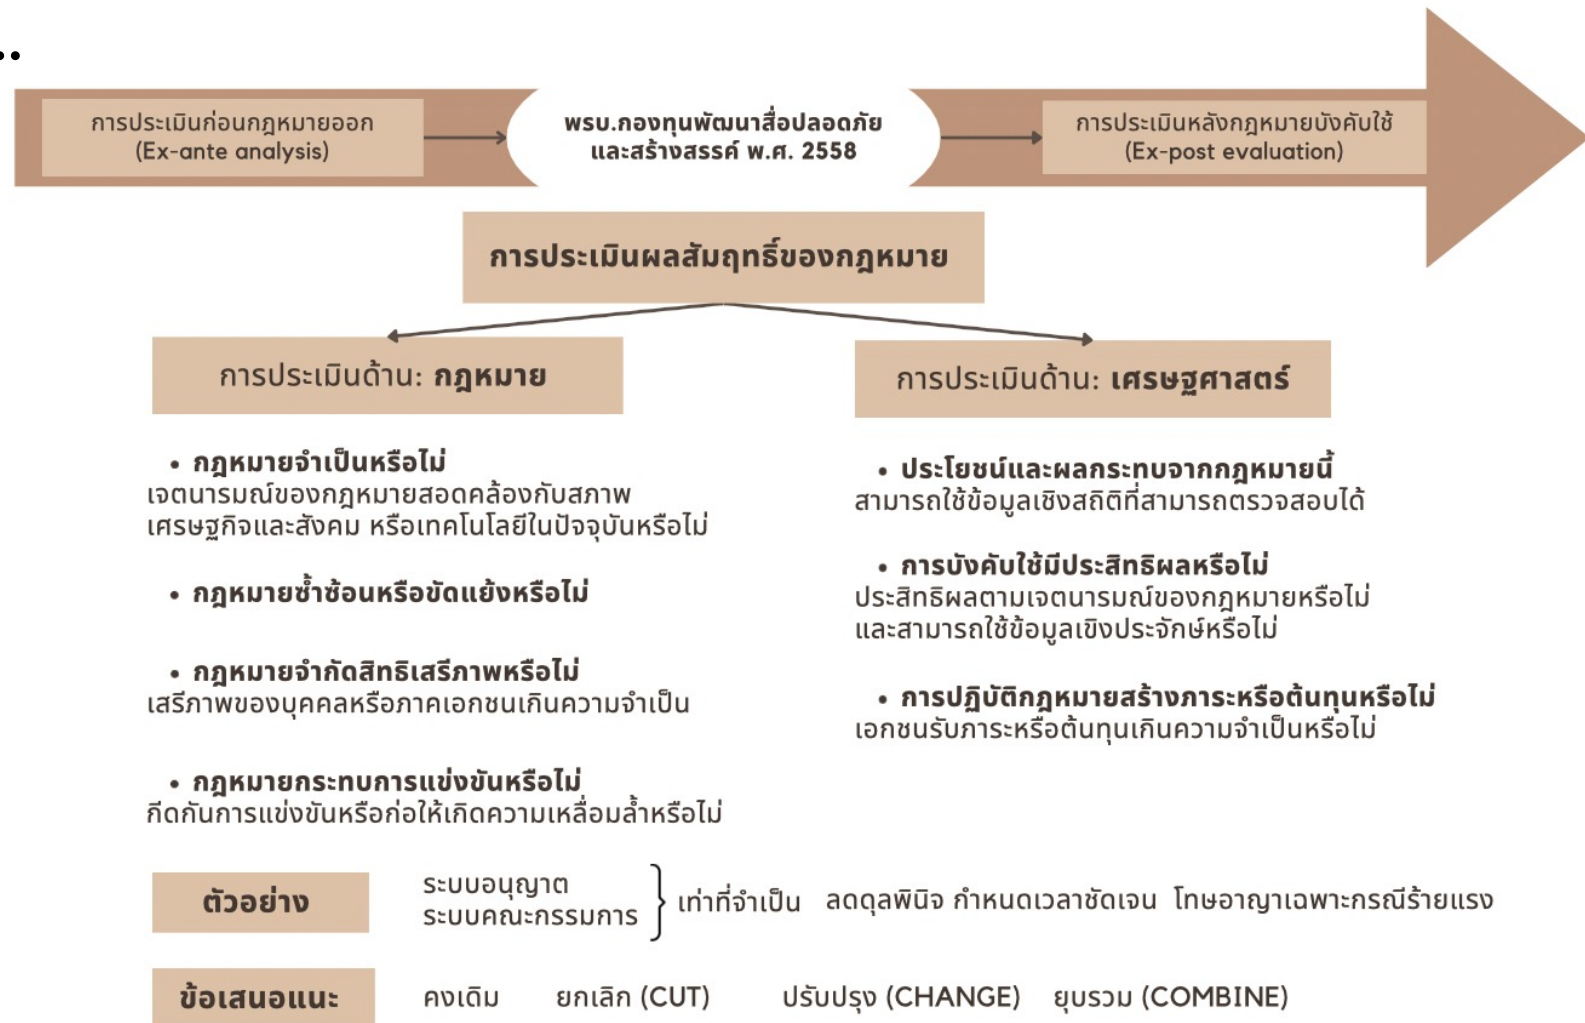 ..
การประเมินก่อนกฎหมายออก
(Ex-ante analysis)
พรบ.กองทุนพัฒนาสื่อปลอดภัย
และสร้างสรรค์ พ.ศ. 2558
การประเมินหลังกฎหมายบังคับใช้
(Ex-post evaluation)
การประเมินผลสัมฤทธิ์ของกฎหมาย
การประเมินด้าน: กฎหมาย
• กฎหมายจำเป็นหรือไม่
เจตนารมณ์ของกฎหมายสอดคล้องกับสภาพ
เศรษฐกิจและสังคม หรือเทคโนโลยีในปัจจุบันหรือไม่
• กฎหมายซ้ำซ้อนหรือขัดแย้งหรือไม่
• กฎหมายจำกัดสิทธิเสรีภาพหรือไม่
เสรีภาพของบุคคลหรือภาคเอกชนเกินความจำเป็น
• กฎหมายกระทบการแข่งขันหรือไม่
กีดกันการแข่งขันหรือก่อให้เกิดความเหลื่อมล้ำหรือไม่
การประเมินด้าน: เศรษฐศาสตร์
• ประโยชน์และผลกระทบจากกฎหมายนี้
สามารถใช้ข้อมูลเชิงสถิติที่สามารถตรวจสอบได้
• การบังคับใช้มีประสิทธิผลหรือไม่
ประสิทธิผลตามเจตนารมณ์ของกฎหมายหรือไม่
และสามารถใช้ข้อมูลเขิงประจักษ์หรือไม่
• การปฏิบัติกฎหมายสร้างภาระหรือต้นทุนหรือไม่
เอกชนรับภาระหรือต้นทุนเกินความจำเป็นหรือไม่
ตัวอย่าง
ระบบอนุญาต
ระบบคณะกรรมการ
เท่าที่จำเป็น ลดดุลพินิจ กำหนดเวลาชัดเจน โทษอาญาเฉพาะกรณีร้ายแรง
ข้อเสนอแนะ
คงเดิม ยกเลิก (CUT) ปรับปรุง (CHANGE) ยุบรวม (COMBINE)